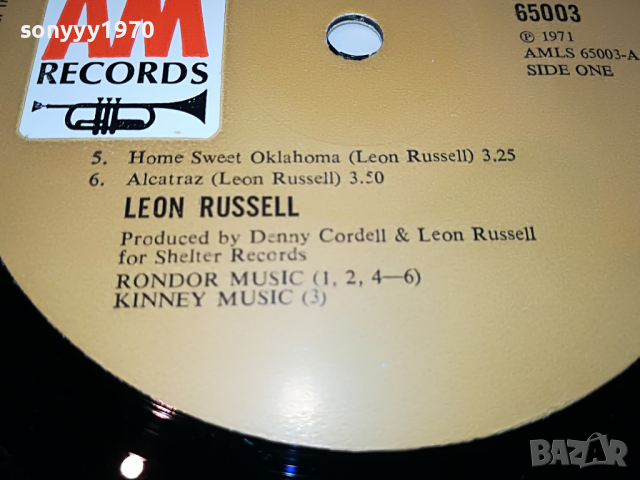 sonyyy1970
AM
RECORDS
65003
℗ 1971
AMLS 65003-A
SIDE ONE
5. Home Sweet Oklahoma (Leon Russell) 3.25
6. Alcatraz (Leon Russell) 3.50
LEON RUSSELL
Produced by Denny Cordell & Leon Russell
for Shelter Records
RONDOR MUSIC (1, 2, 4—6)
KINNEY MUSIC (3)
BAZAR